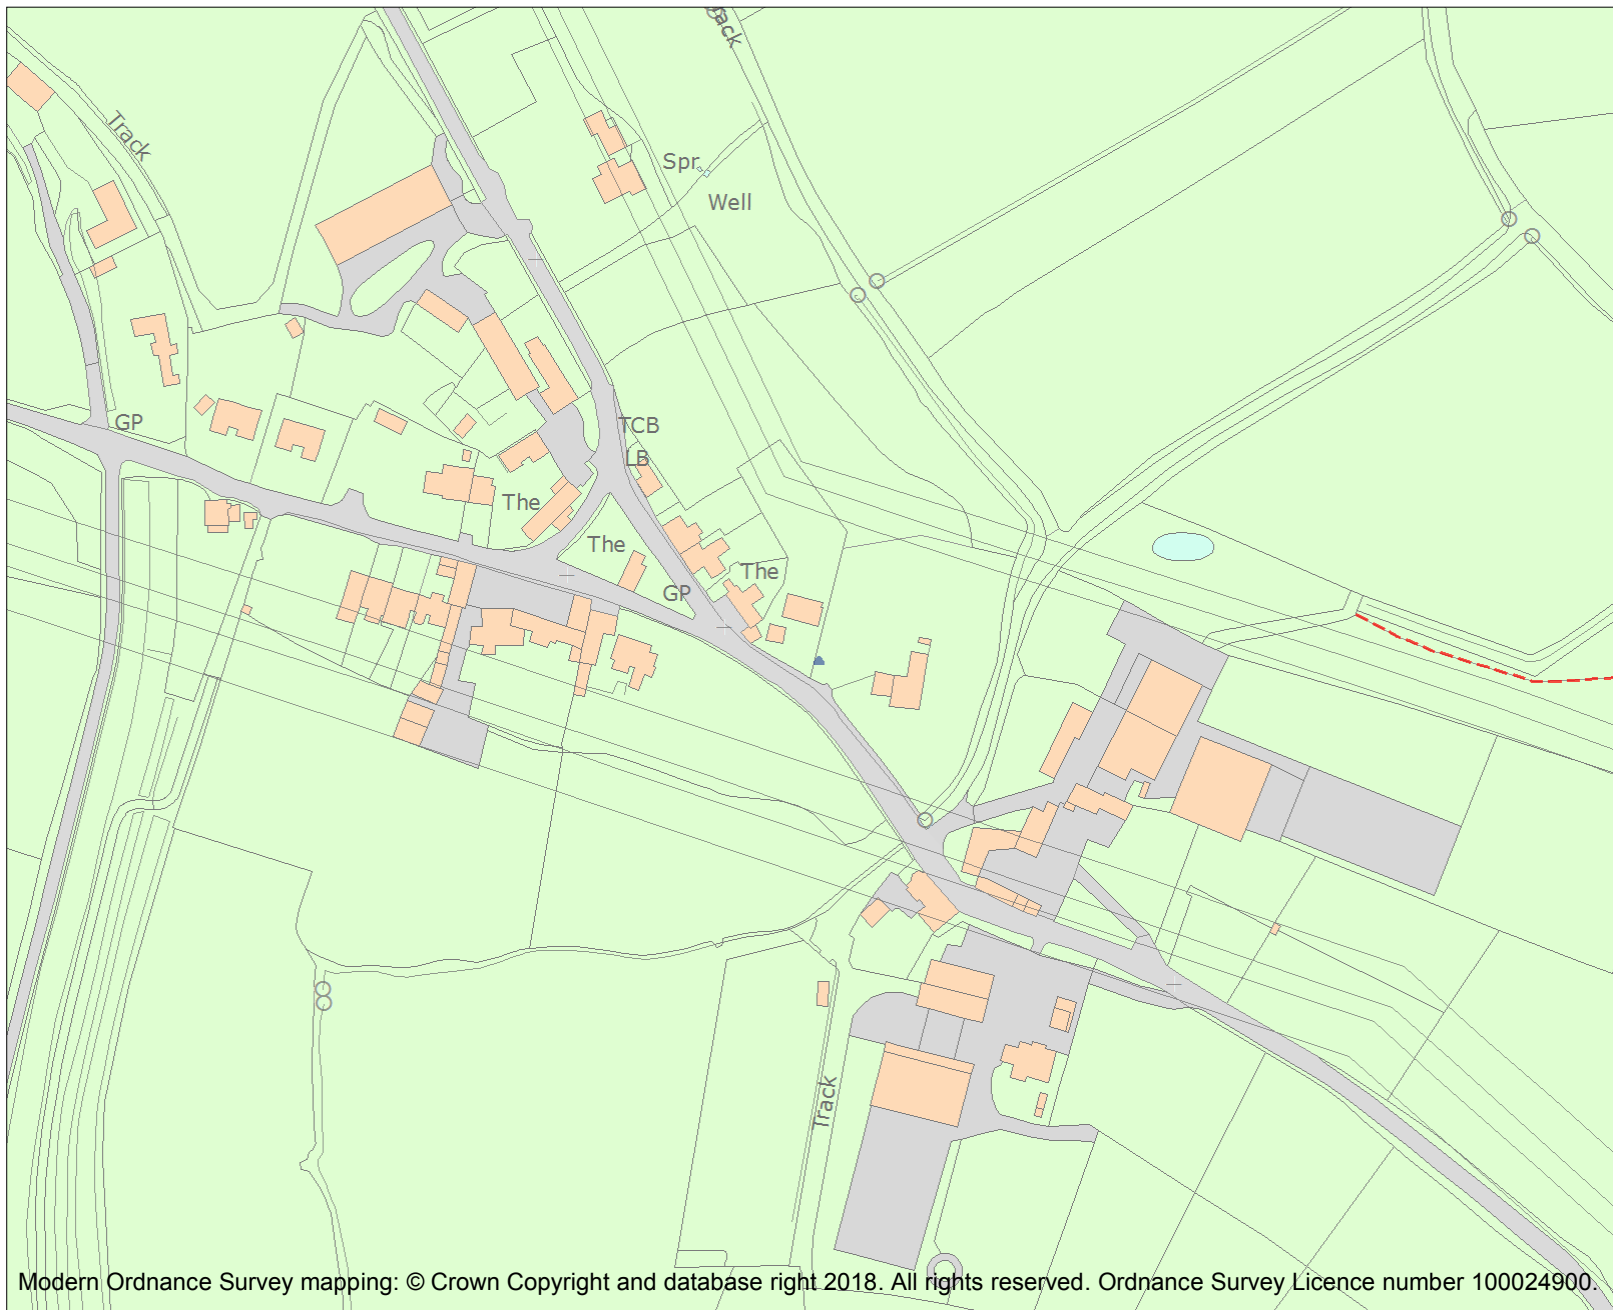 Track
Track
Spr
Well
GP
TCB
LB
The
The
The
GP
Track
Modern Ordnance Survey mapping: © Crown Copyright and database right 2018. All rights reserved. Ordnance Survey Licence number 100024900.